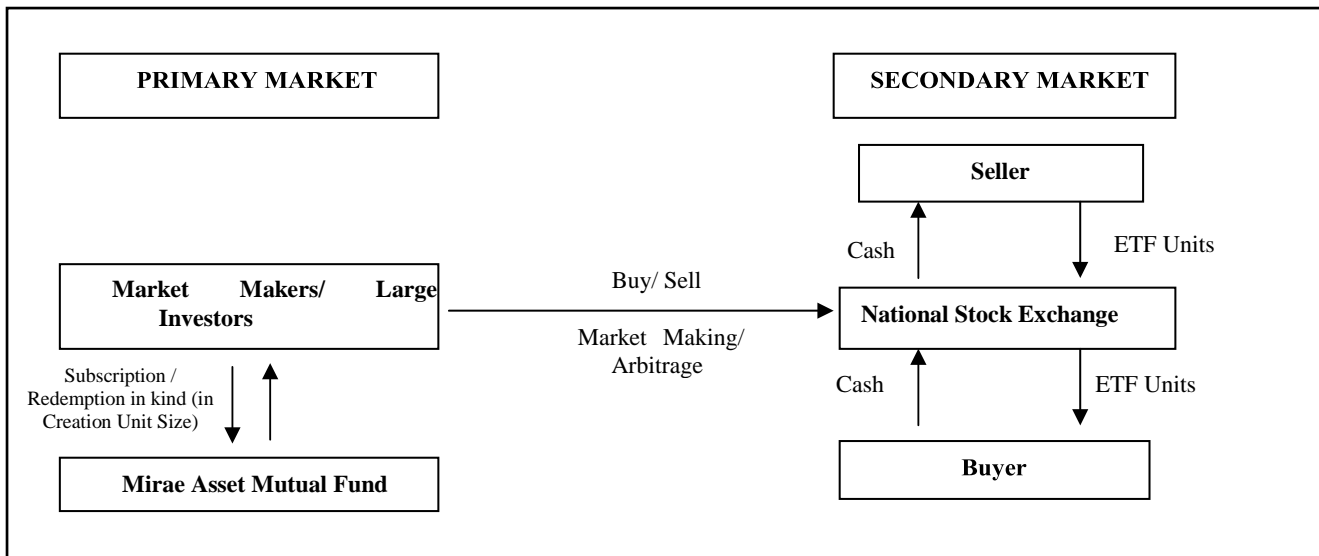 PRIMARY MARKET
SECONDARY MARKET
Seller
Cash
ETF Units
Market Makers/ Large
Investors
Buy/ Sell
National Stock Exchange
Market Making/
Arbitrage
Subscription /
Redemption in kind (in
Creation Unit Size)
Cash
ETF Units
Mirae Asset Mutual Fund
Buyer